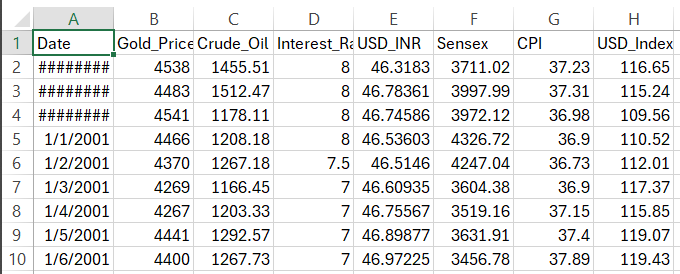 A B C D E F G H
1 Date Gold_Price Crude_Oil Interest_Ra USD_INR Sensex CPI USD_Index
2 ######## 4538 1455.51 8 46.3183 3711.02 37.23 116.65
3 ######## 4483 1512.47 8 46.78361 3997.99 37.31 115.24
4 ######## 4541 1178.11 8 46.74586 3972.12 36.98 109.56
5 1/1/2001 4466 1208.18 8 46.53603 4326.72 36.9 110.52
6 1/2/2001 4370 1267.18 7.5 46.5146 4247.04 36.73 112.01
7 1/3/2001 4269 1166.45 7 46.60935 3604.38 36.9 117.37
8 1/4/2001 4267 1203.33 7 46.75567 3519.16 37.15 115.85
9 1/5/2001 4441 1292.57 7 46.89877 3631.91 37.4 119.07
10 1/6/2001 4400 1267.73 7 46.97225 3456.78 37.89 119.43